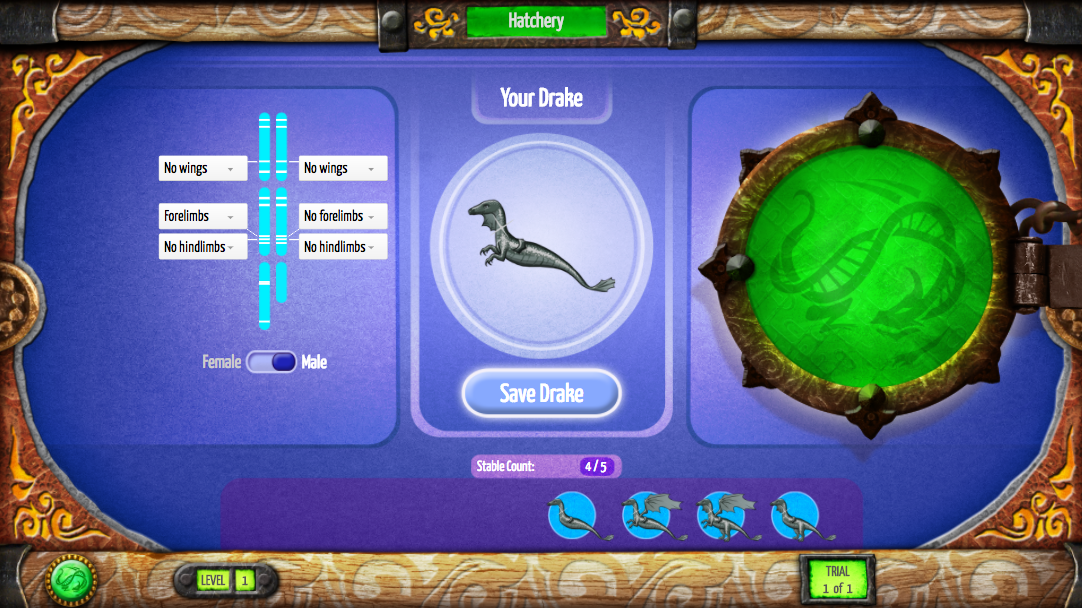 Hatchery
Your Drake
No wings
No wings
Forelimbs
No forelimbs
No hindlimbs
No hindlimbs
Female
Male
Save Drake
Stable Count:
4/5
LEVEL
1
TRIAL
1 of 1